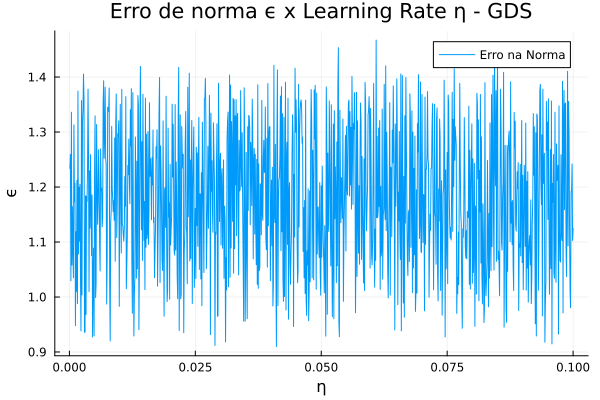 Erro de norma ϵ x Learning Rate η - GDS
Erro na Norma
1.4
1.3
1.2
1.1
1.0
0.9
ϵ
0.000
0.025
0.050
0.075
0.100
η